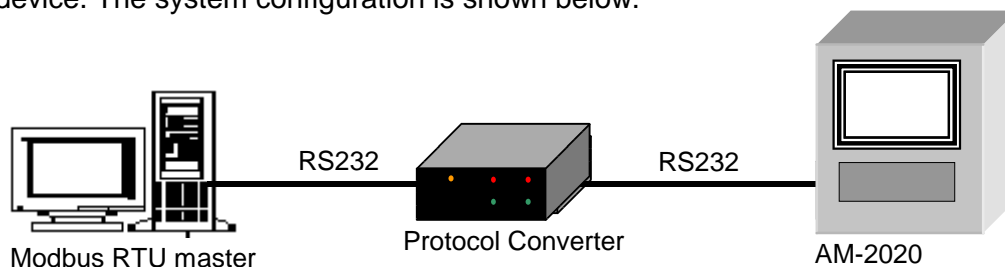 device. The system configuration is shown below.
RS232
RS232
Modbus RTU master
Protocol Converter
AM-2020